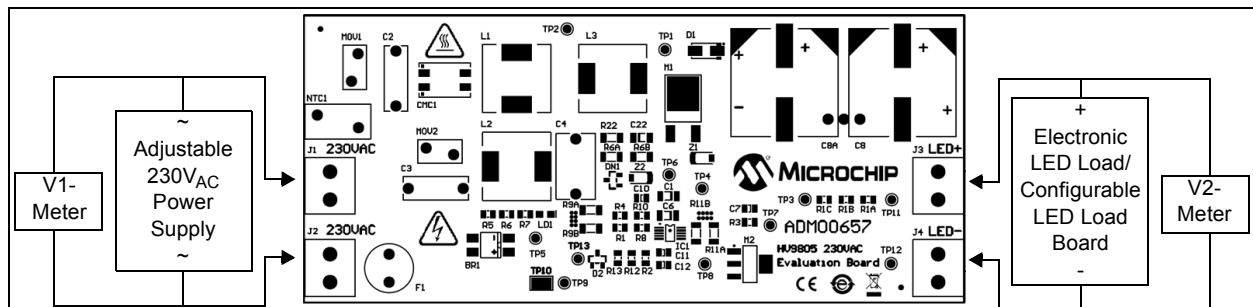 V1-
Meter
~
Adjustable
230VAC
Power
Supply
~
MOV1
C2
NTC1
CMC1
L1
TP2
L3
TP1
D1
M1
J1 230VAC
MOV2
C3
L2
C4
R22
C22
R6A
R6B
DN1
Z2
C10
TP6
Z1
TP4
C1
C8A
C8
MICROCHIP
J3 LED+
R9A
R9B
R4
R10
C6
R11B
C7
R3
TP7
TP3
R1C
R1B
R1A
TP11
ADM00657
J2 230VAC
F1
R5
R6
R7
LD1
BR1
TP5
TP13
R1
R8
IC1
C11
C12
R11A
M2
HV9805 230VAC
Evaluation Board
TP12
J4 LED-
D2
R13
R12
R2
TP10
TP9
TP8
CE
+
Electronic
LED Load/
Configurable
LED Load
Board
-
V2-
Meter